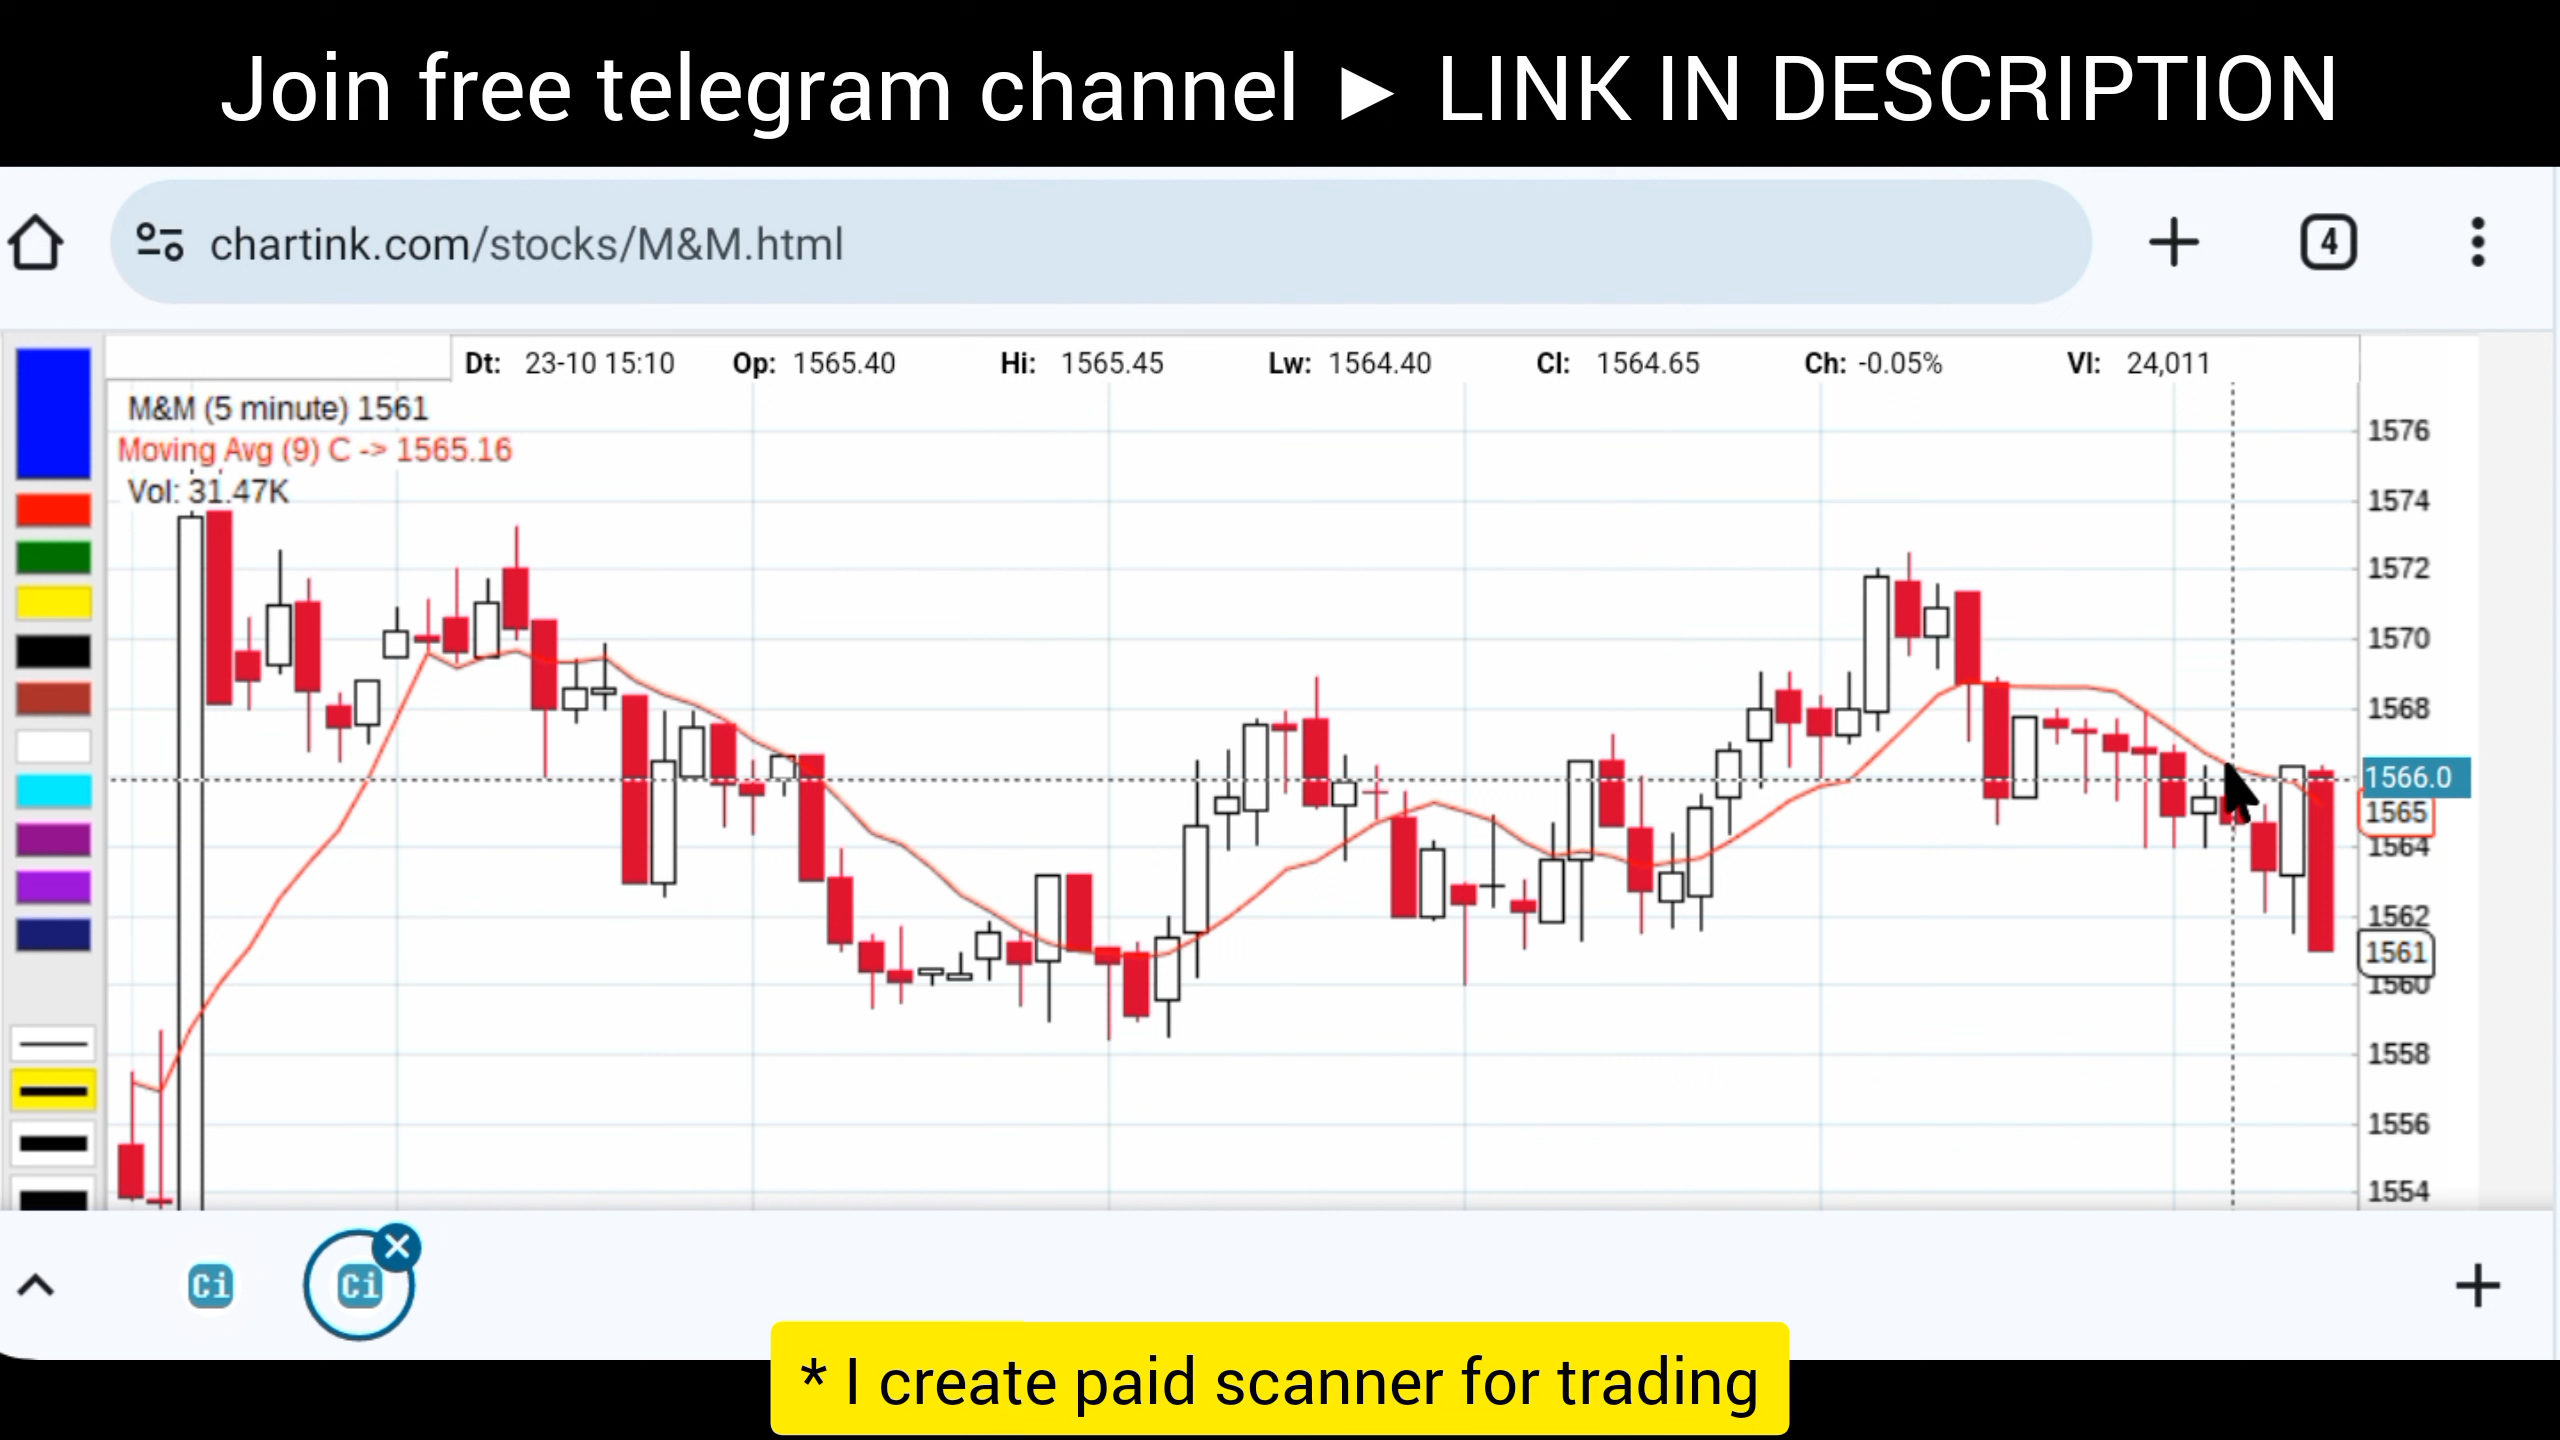 Join free telegram channel ► LINK IN DESCRIPTION
chartink.com/stocks/M&M.html
4
Dt: 23-10 15:10 Op: 1565.40 Hi: 1565.45 Lw: 1564.40 Cl: 1564.65 Ch: -0.05% Vl: 24,011
M&M (5 minute) 1561
Moving Avg (9) C -> 1565.16
Vol: 31.47K
1576
1574
1572
1570
1568
1566.0
1565
1564
1562
1561
1560
1558
1556
1554
Ci Ci
* I create paid scanner for trading